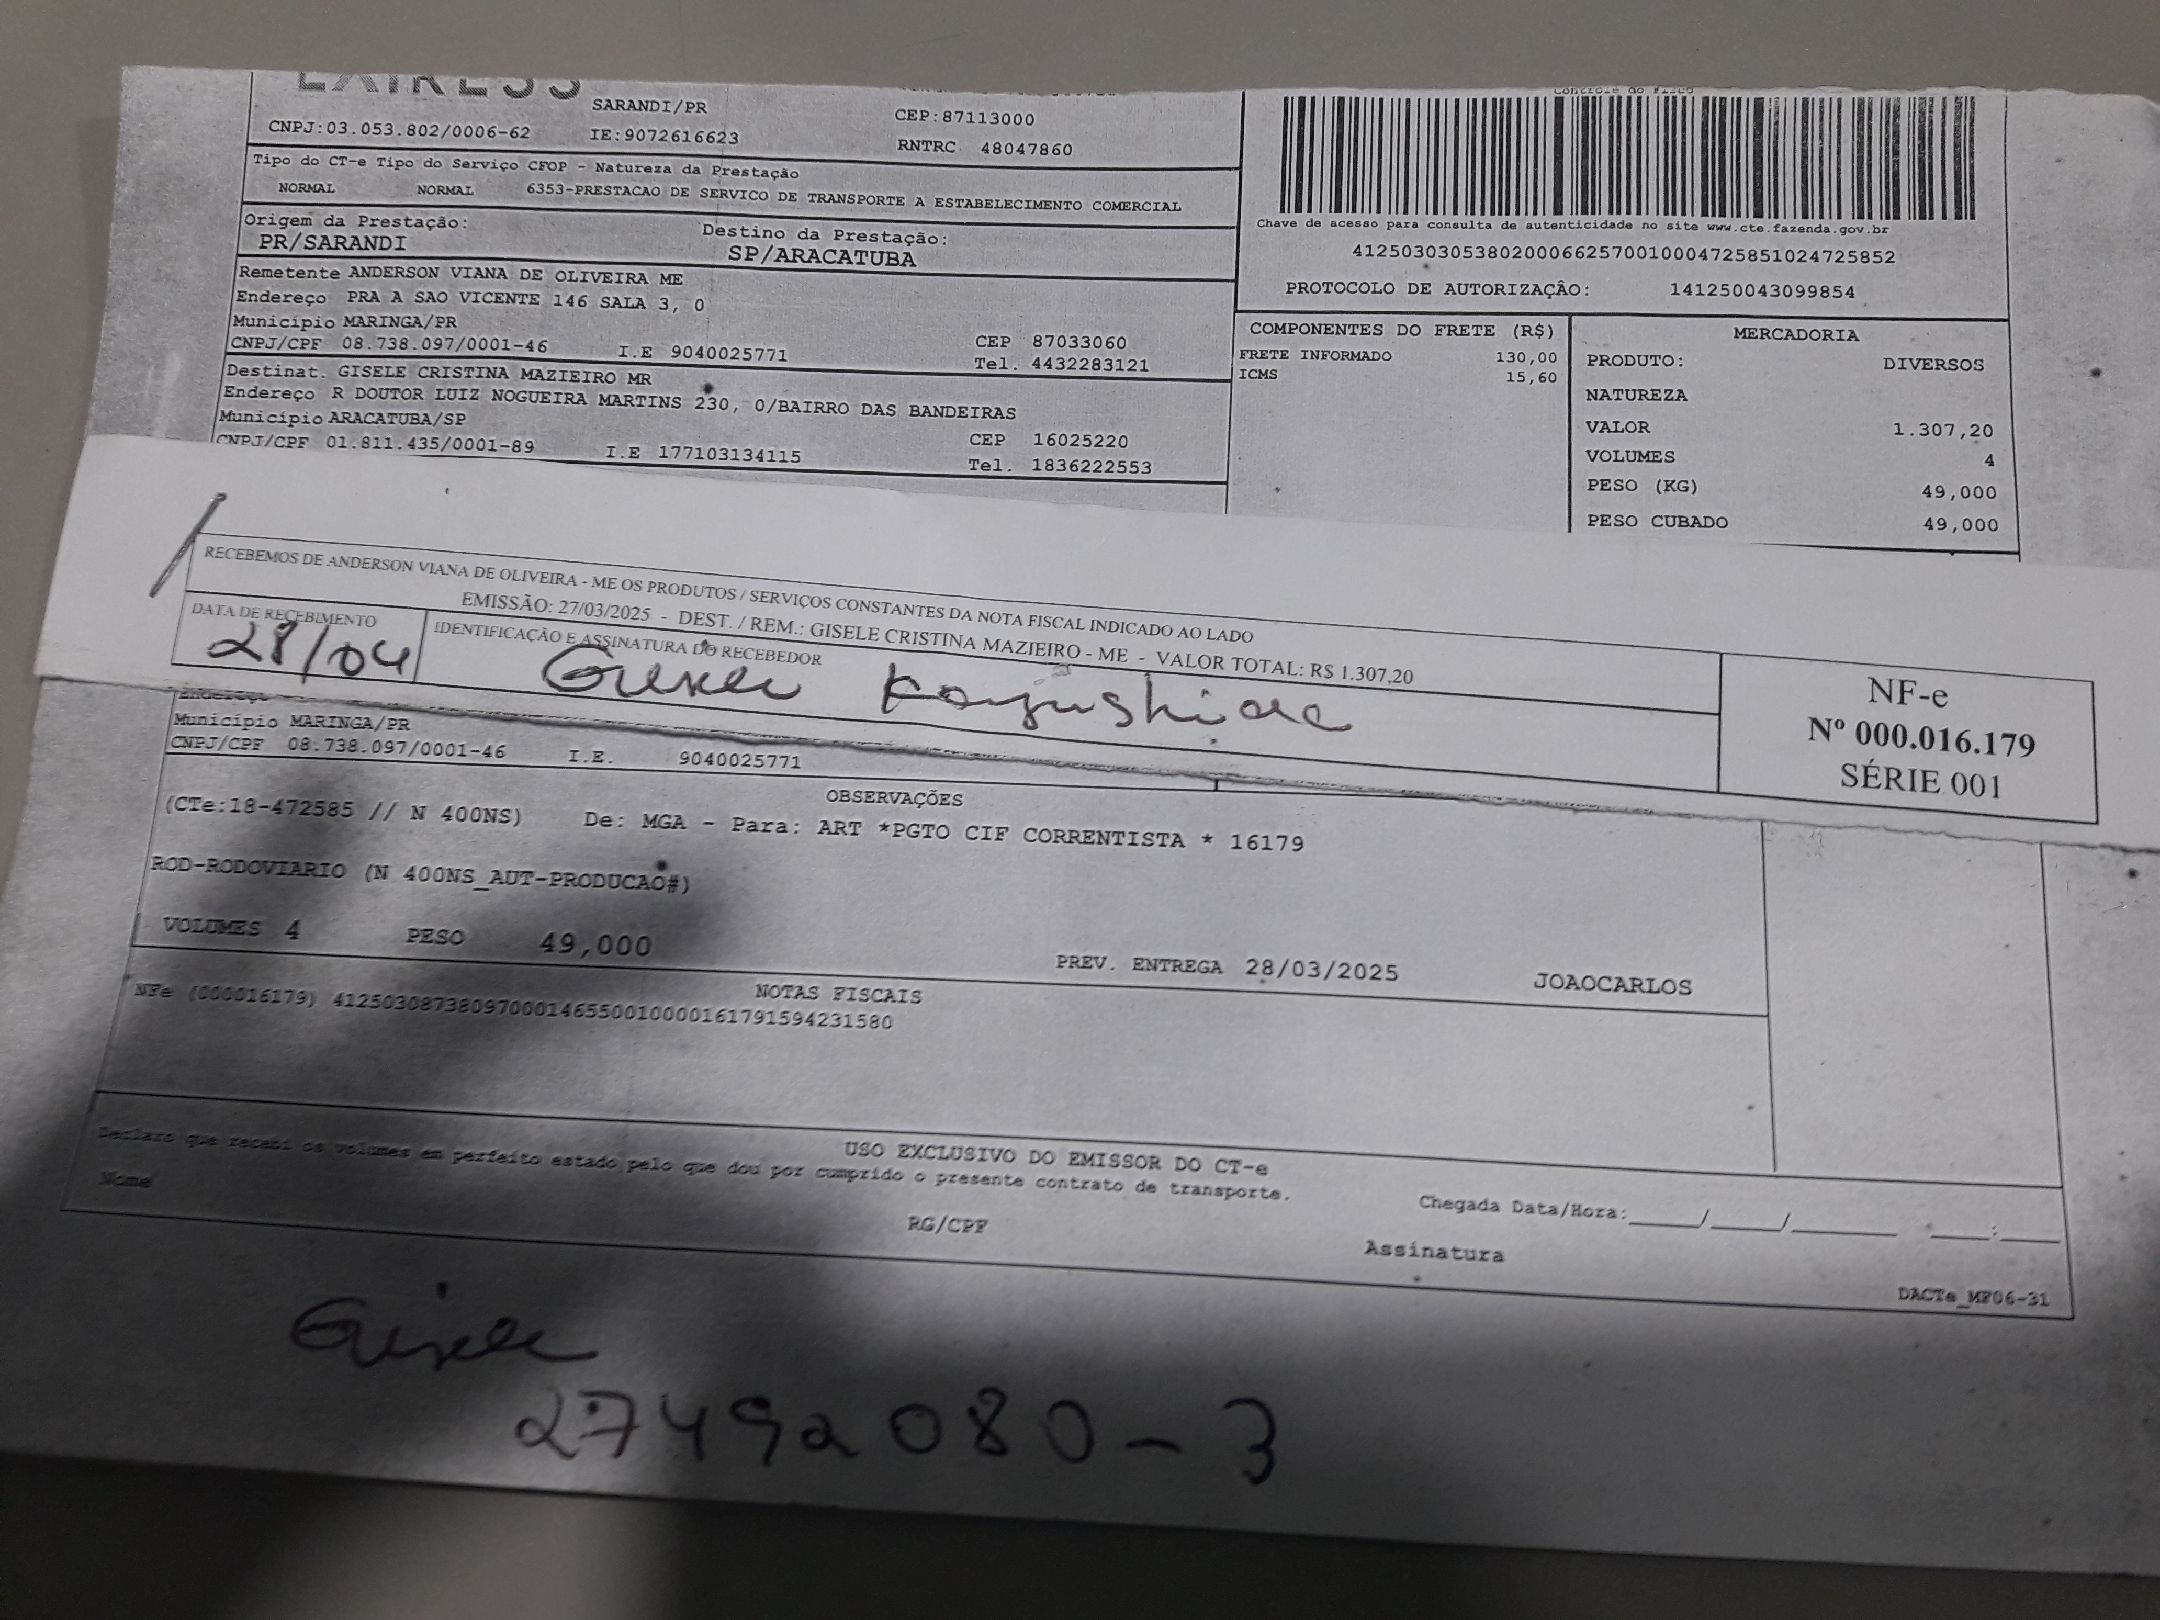 EXPRESS
SARANDI/PR CEP:87113000
CNPJ:03.053.802/0006-62 IE:9072616623 RNTRC 48047860
Tipo do CT-e Tipo do Serviço CFOP - Natureza da Prestação
NORMAL NORMAL 6353-PRESTACAO DE SERVICO DE TRANSPORTE A ESTABELECIMENTO COMERCIAL
Origem da Prestação: Destino da Prestação:
PR/SARANDI SP/ARACATUBA
Remetente ANDERSON VIANA DE OLIVEIRA ME
Endereço PRA A SAO VICENTE 146 SALA 3, 0
Município MARINGA/PR CEP 87033060
CNPJ/CPF 08.738.097/0001-46 I.E 9040025771 Tel. 4432283121
Destinat. GISELE CRISTINA MAZIEIRO MR
Endereço R DOUTOR LUIZ NOGUEIRA MARTINS 230, 0/BAIRRO DAS BANDEIRAS
Município ARACATUBA/SP CEP 16025220
CNPJ/CPF 01.811.435/0001-89 I.E 177103134115 Tel. 1836222553
Controle do Fisco
Chave de acesso para consulta de autenticidade no site www.cte.fazenda.gov.br
41250303053802000662570010004725851024725852
PROTOCOLO DE AUTORIZAÇÃO: 141250043099854
COMPONENTES DO FRETE (R$)
FRETE INFORMADO 130,00
ICMS 15,60
MERCADORIA
PRODUTO: DIVERSOS
NATUREZA
VALOR 1.307,20
VOLUMES 4
PESO (KG) 49,000
PESO CUBADO 49,000
RECEBEMOS DE ANDERSON VIANA DE OLIVEIRA - ME OS PRODUTOS / SERVIÇOS CONSTANTES DA NOTA FISCAL INDICADO AO LADO
EMISSÃO: 27/03/2025 - DEST. / REM.: GISELE CRISTINA MAZIEIRO - ME - VALOR TOTAL: R$ 1.307,20
DATA DE RECEBIMENTO IDENTIFICAÇÃO E ASSINATURA DO RECEBEDOR
28/04
NF-e
Nº 000.016.179
SÉRIE 001
Endereço
Município MARINGA/PR
CNPJ/CPF 08.738.097/0001-46 I.E. 9040025771
OBSERVAÇÕES
(CTe:18-472585 // N 400NS) De: MGA - Para: ART *PGTO CIF CORRENTISTA * 16179
ROD-RODOVIARIO (N 400NS_AUT-PRODUCAO#)
VOLUMES 4 PESO 49,000 PREV. ENTREGA 28/03/2025 JOAOCARLOS
NOTAS FISCAIS
NFe (000016179) 41250308738097000146550010000161791594231580
USO EXCLUSIVO DO EMISSOR DO CT-e
Declaro que recebi os volumes em perfeito estado pelo que dou por cumprido o presente contrato de transporte.
Nome RG/CPF Assinatura Chegada Data/Hora:____/____/______ ____:____
DACTe_MF06-31
Gisele
27492080-3